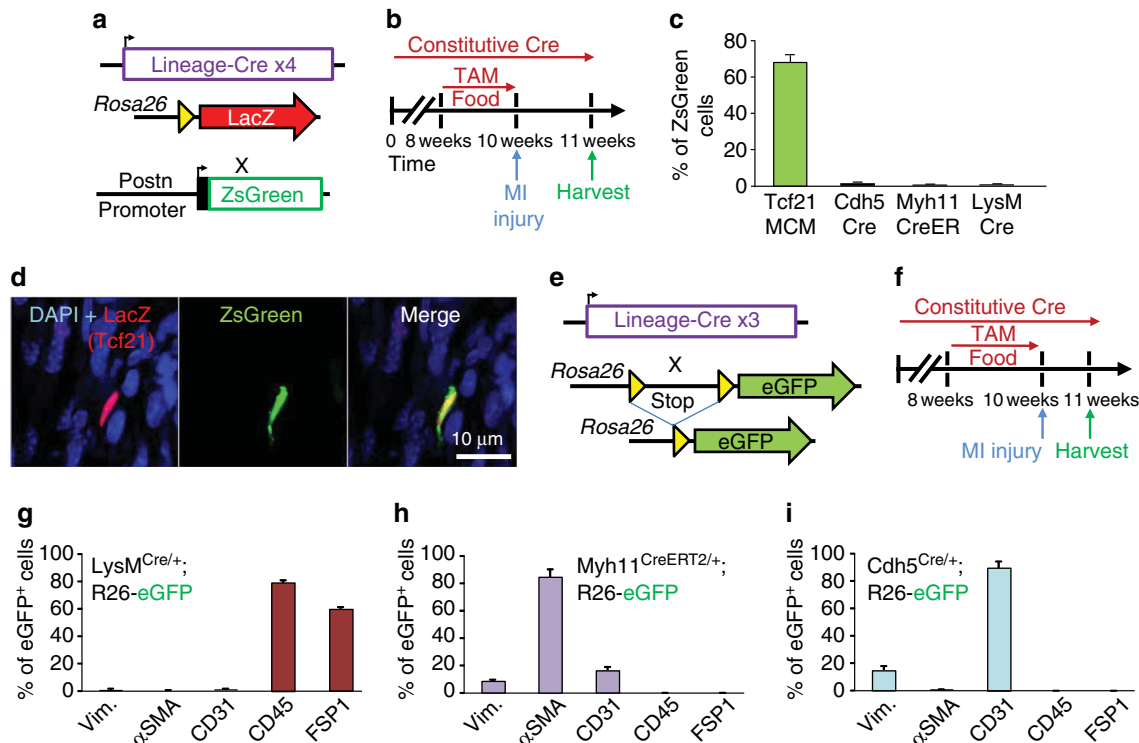 a
Lineage-Cre x4
Rosa26
LacZ
X
Postn
Promoter
ZsGreen
b
Constitutive Cre
TAM
Food
0 8 weeks 10 weeks 11 weeks
Time
MI
injury
Harvest
c
% of ZsGreen
cells
80
60
40
20
0
Tcf21
MCM
Cdh5
Cre
Myh11
CreER
LysM
Cre
d
DAPI + LacZ
(Tcf21)
ZsGreen
Merge
10 μm
e
Lineage-Cre x3
Rosa26
X
Stop
eGFP
Rosa26
eGFP
f
Constitutive Cre
TAM
Food
8 weeks 10 weeks 11 weeks
MI injury
Harvest
g
% of eGFP+ cells
100
80
60
40
20
0
LysMCre/+;
R26-eGFP
Vim. αSMA CD31 CD45 FSP1
h
% of eGFP+ cells
100
80
60
40
20
0
Myh11CreERT2/+;
R26-eGFP
Vim. αSMA CD31 CD45 FSP1
i
% of eGFP+ cells
100
80
60
40
20
0
Cdh5Cre/+;
R26-eGFP
Vim. αSMA CD31 CD45 FSP1